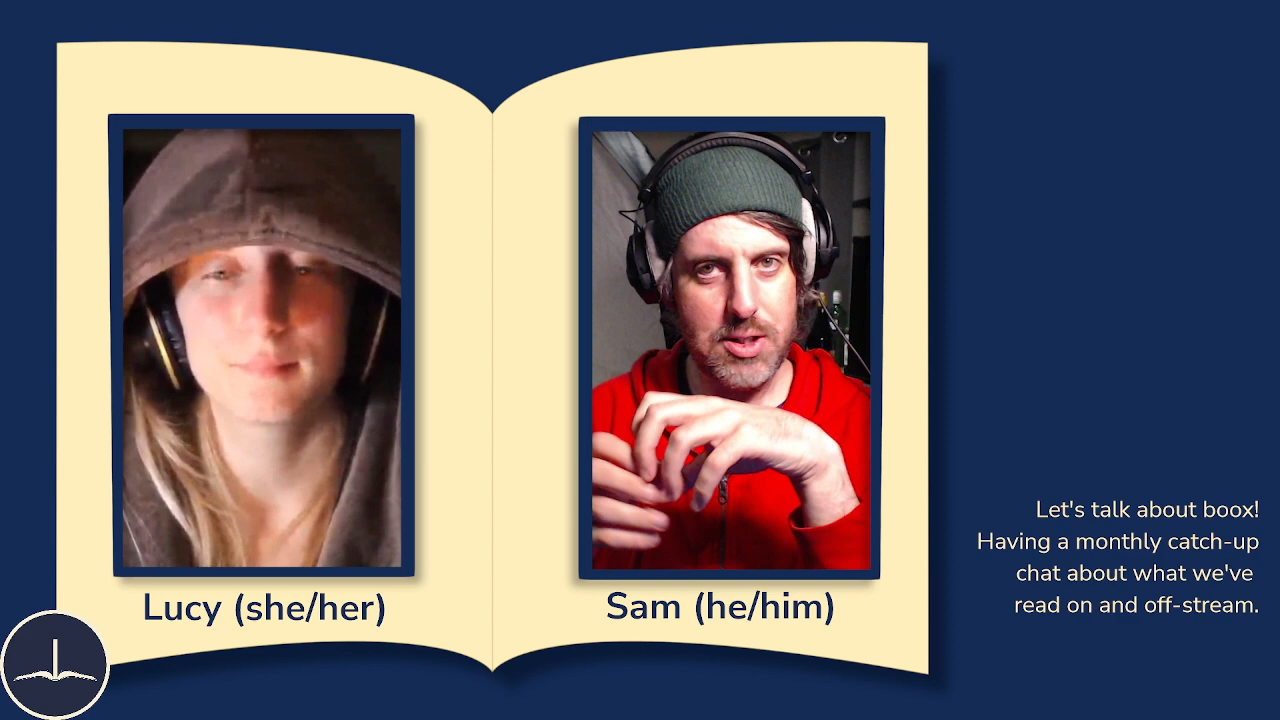 Lucy (she/her)
Sam (he/him)
Let's talk about boox!
Having a monthly catch-up
chat about what we've
read on and off-stream.